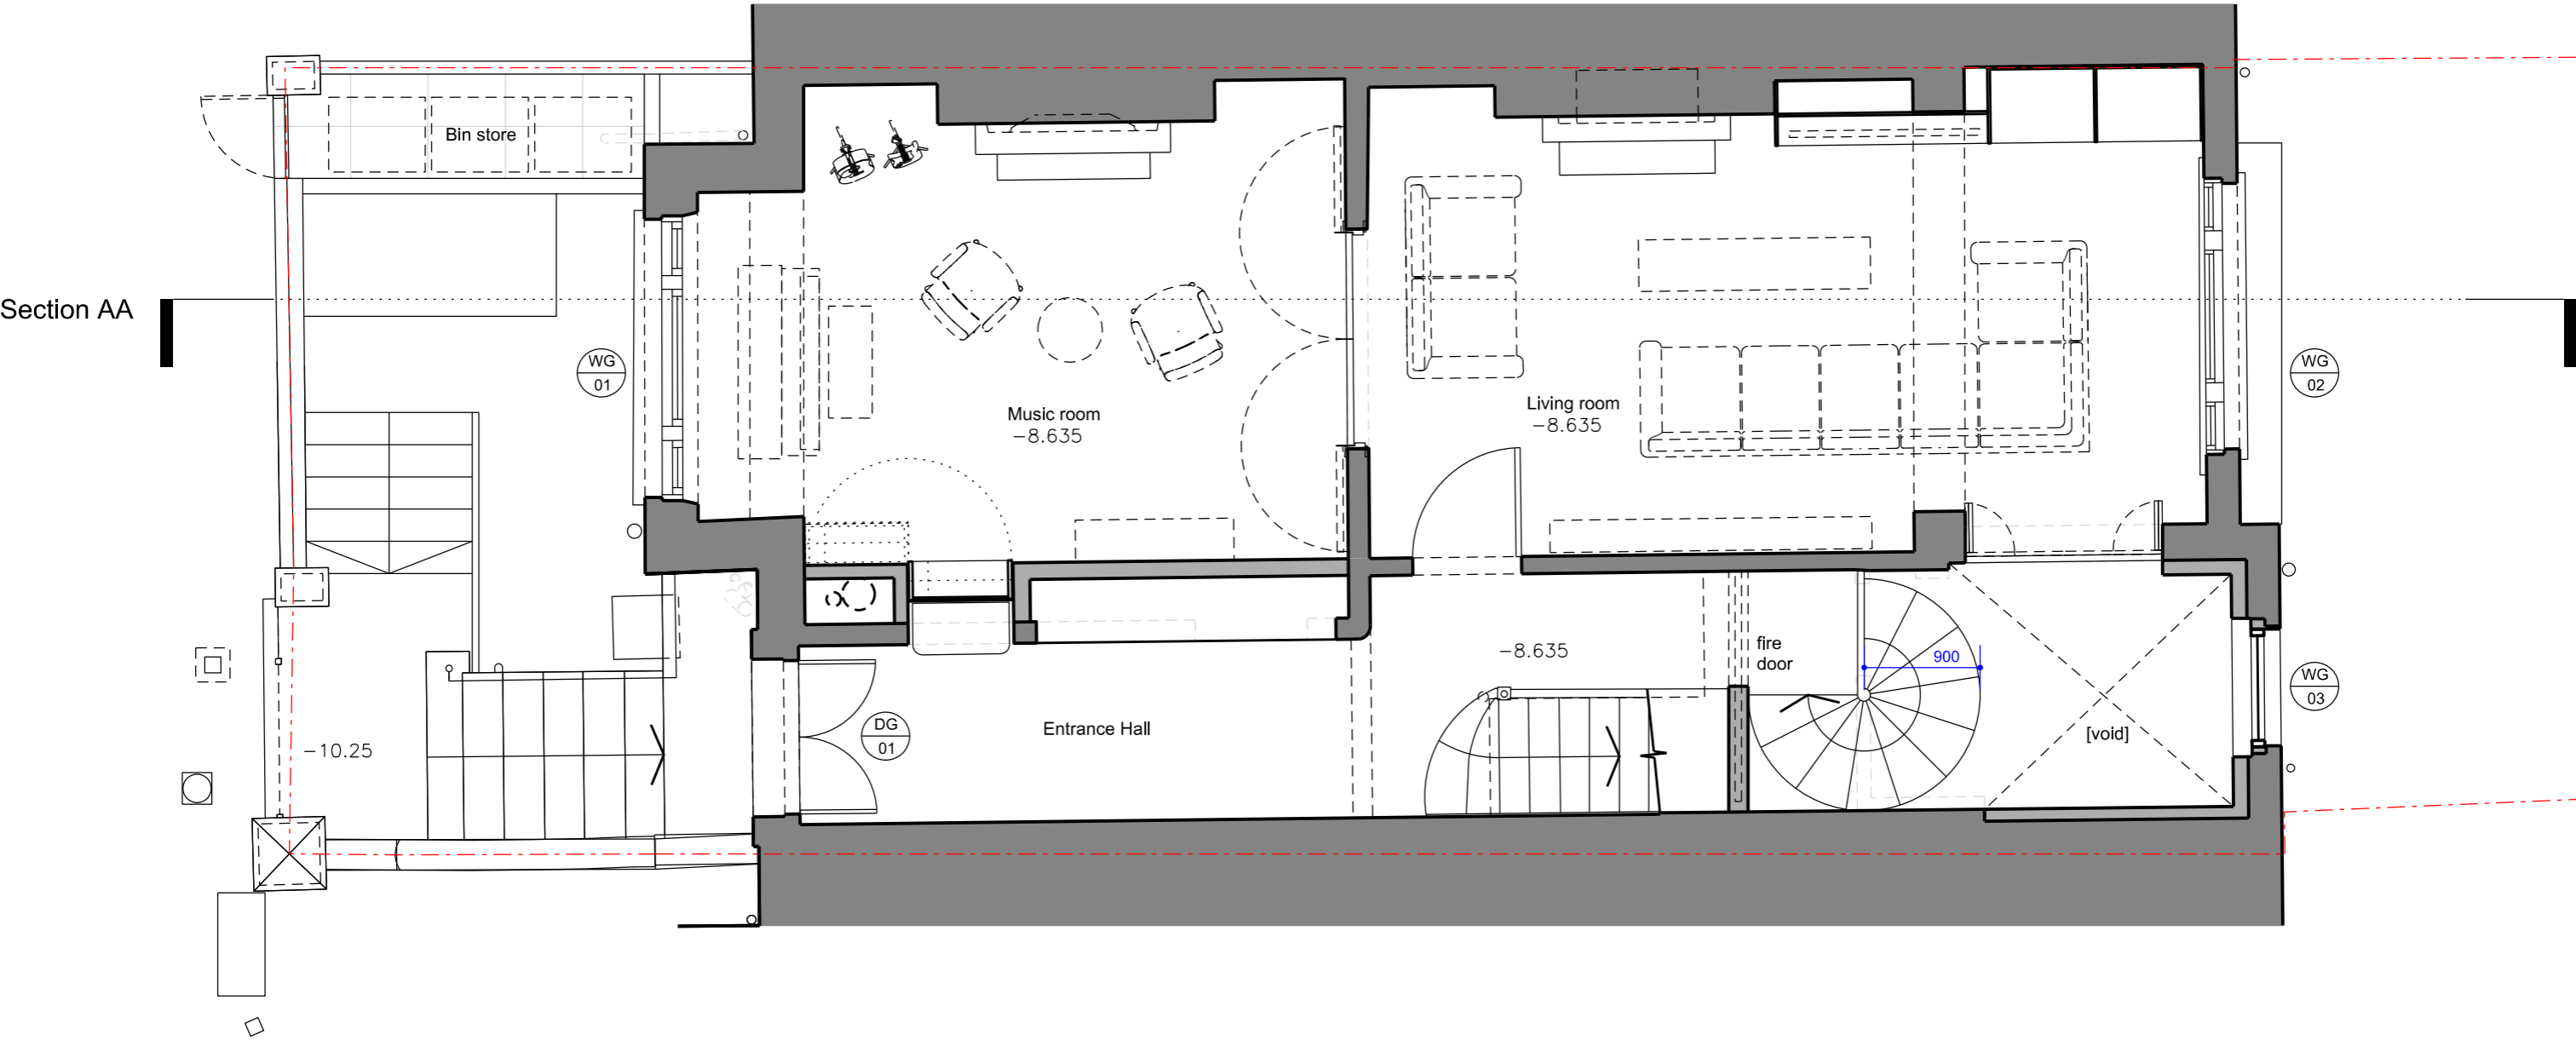 Bin store
Section AA
WG
01
WG
02
Music room
−8.635
Living room
−8.635
−8.635
fire
door
900
WG
03
DG
01
Entrance Hall
[void]
−10.25